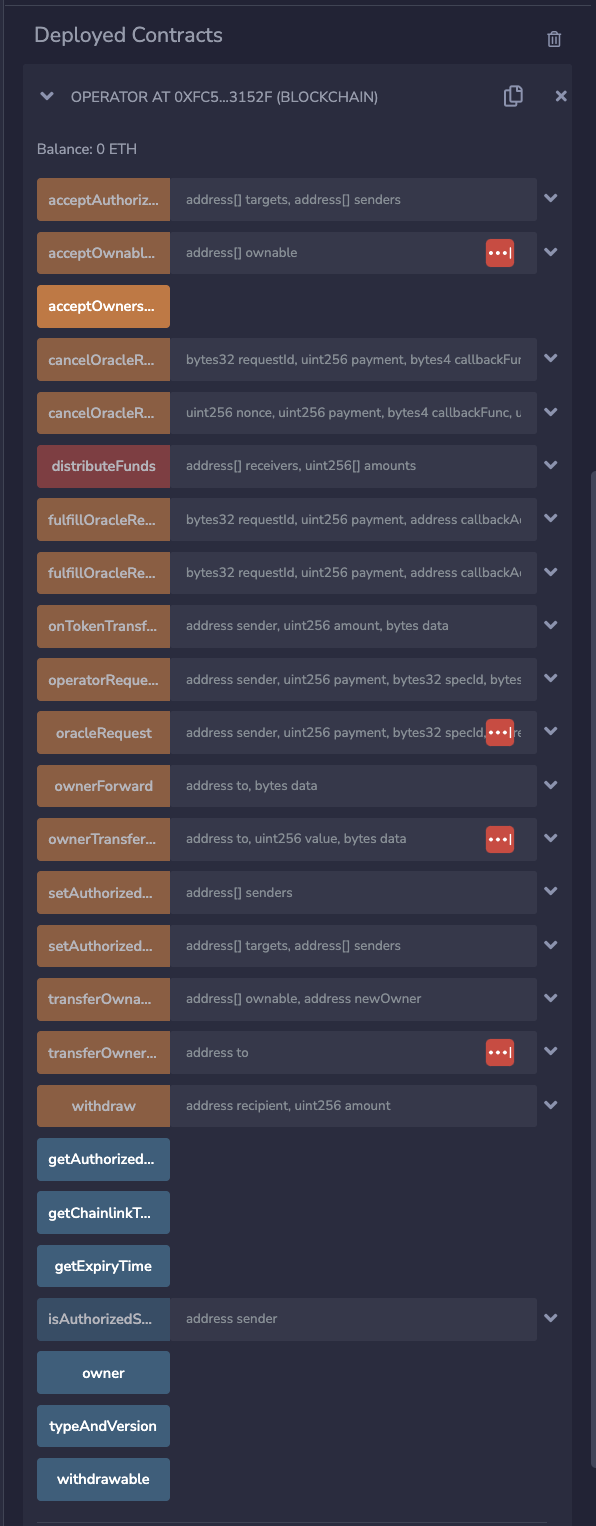 Deployed Contracts
OPERATOR AT 0XFC5...3152F (BLOCKCHAIN)
Balance: 0 ETH
acceptAuthoriz... address[] targets, address[] senders
acceptOwnabl... address[] ownable
acceptOwners...
cancelOracleR... bytes32 requestId, uint256 payment, bytes4 callbackFun
cancelOracleR... uint256 nonce, uint256 payment, bytes4 callbackFunc, u
distributeFunds address[] receivers, uint256[] amounts
fulfillOracleRe... bytes32 requestId, uint256 payment, address callbackA
fulfillOracleRe... bytes32 requestId, uint256 payment, address callbackA
onTokenTransf... address sender, uint256 amount, bytes data
operatorReque... address sender, uint256 payment, bytes32 specId, bytes
oracleRequest address sender, uint256 payment, bytes32 specId,
ownerForward address to, bytes data
ownerTransfer... address to, uint256 value, bytes data
setAuthorized... address[] senders
setAuthorized... address[] targets, address[] senders
transferOwna... address[] ownable, address newOwner
transferOwner... address to
withdraw address recipient, uint256 amount
getAuthorized...
getChainlinkT...
getExpiryTime
isAuthorizedS... address sender
owner
typeAndVersion
withdrawable